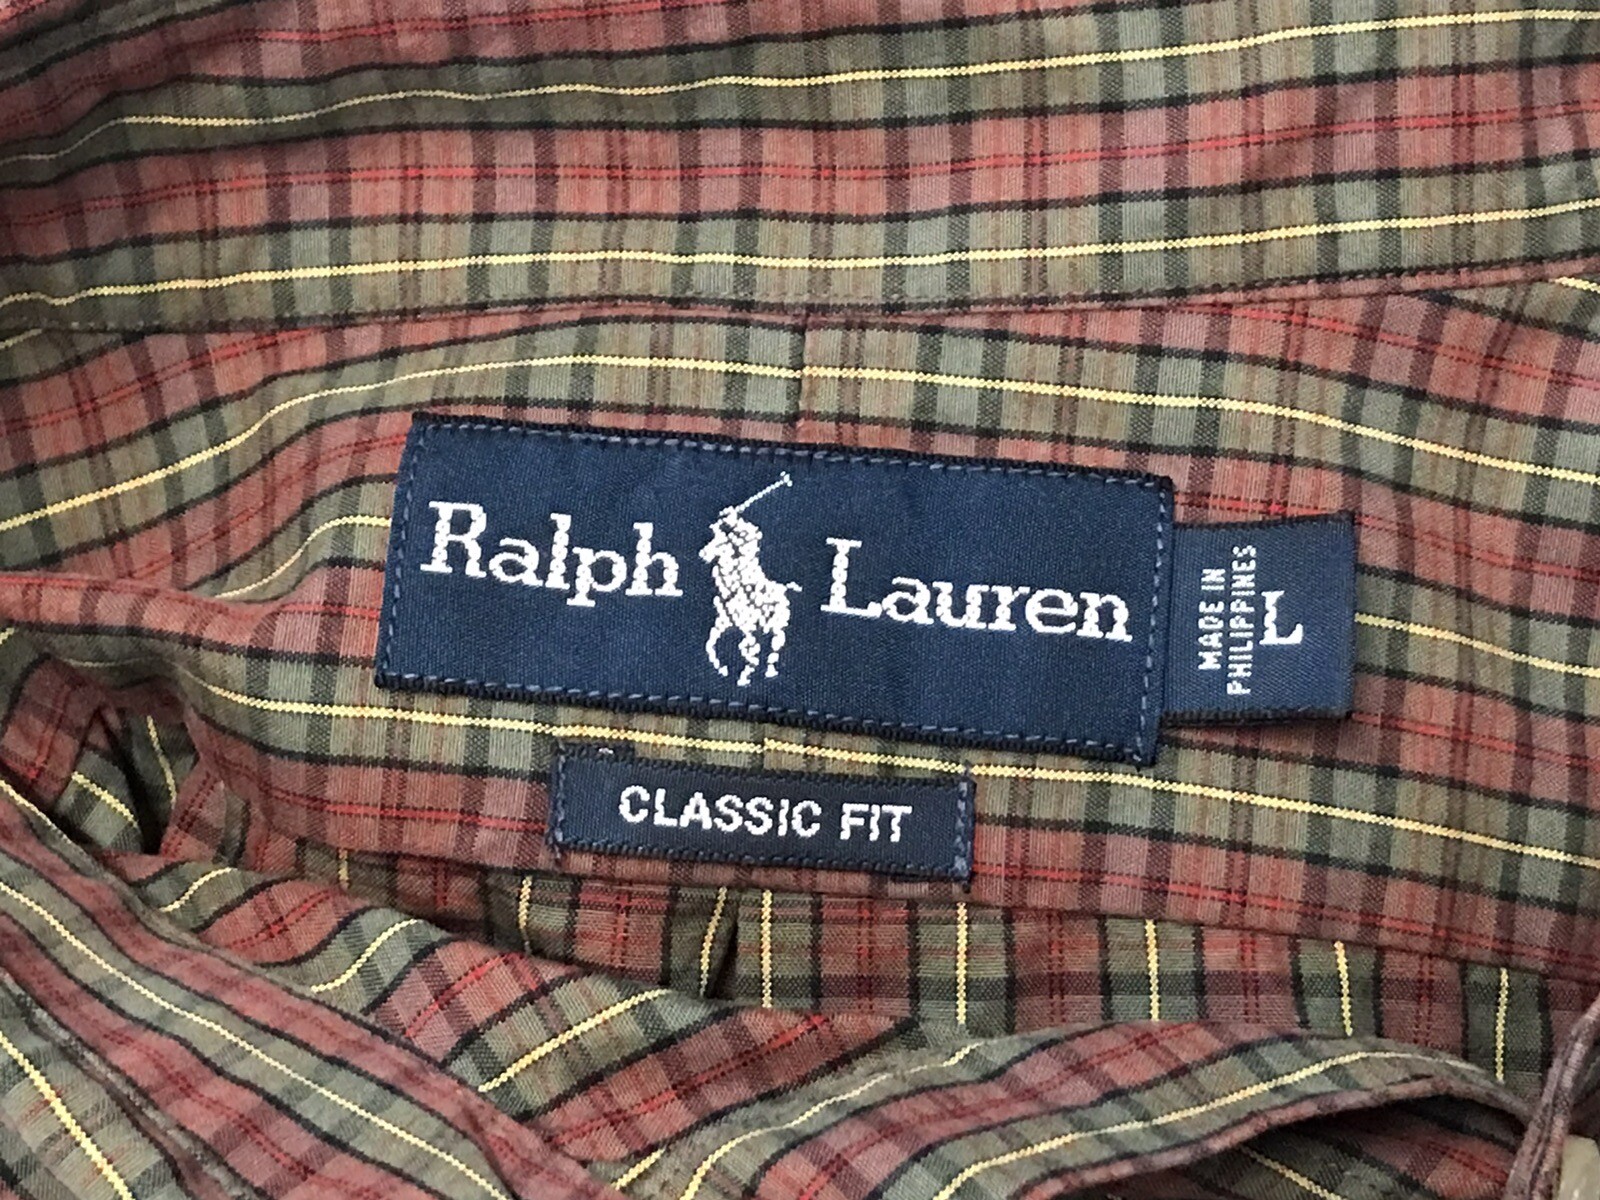 Ralph Lauren
MADE IN
PHILIPPINES
L
CLASSIC FIT